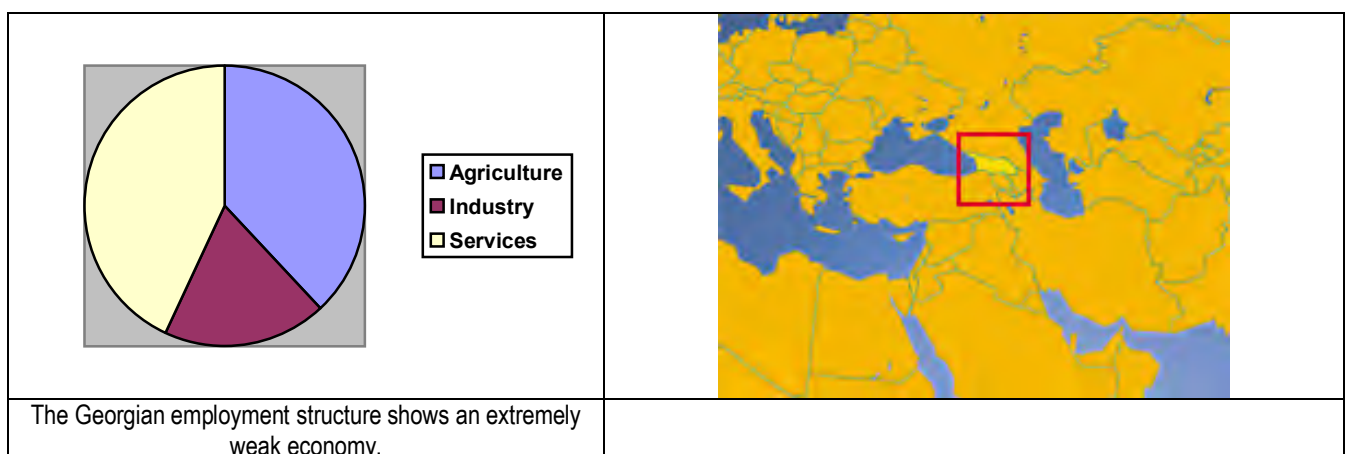 Agriculture
Industry
Services
The Georgian employment structure shows an extremely
weak economy.